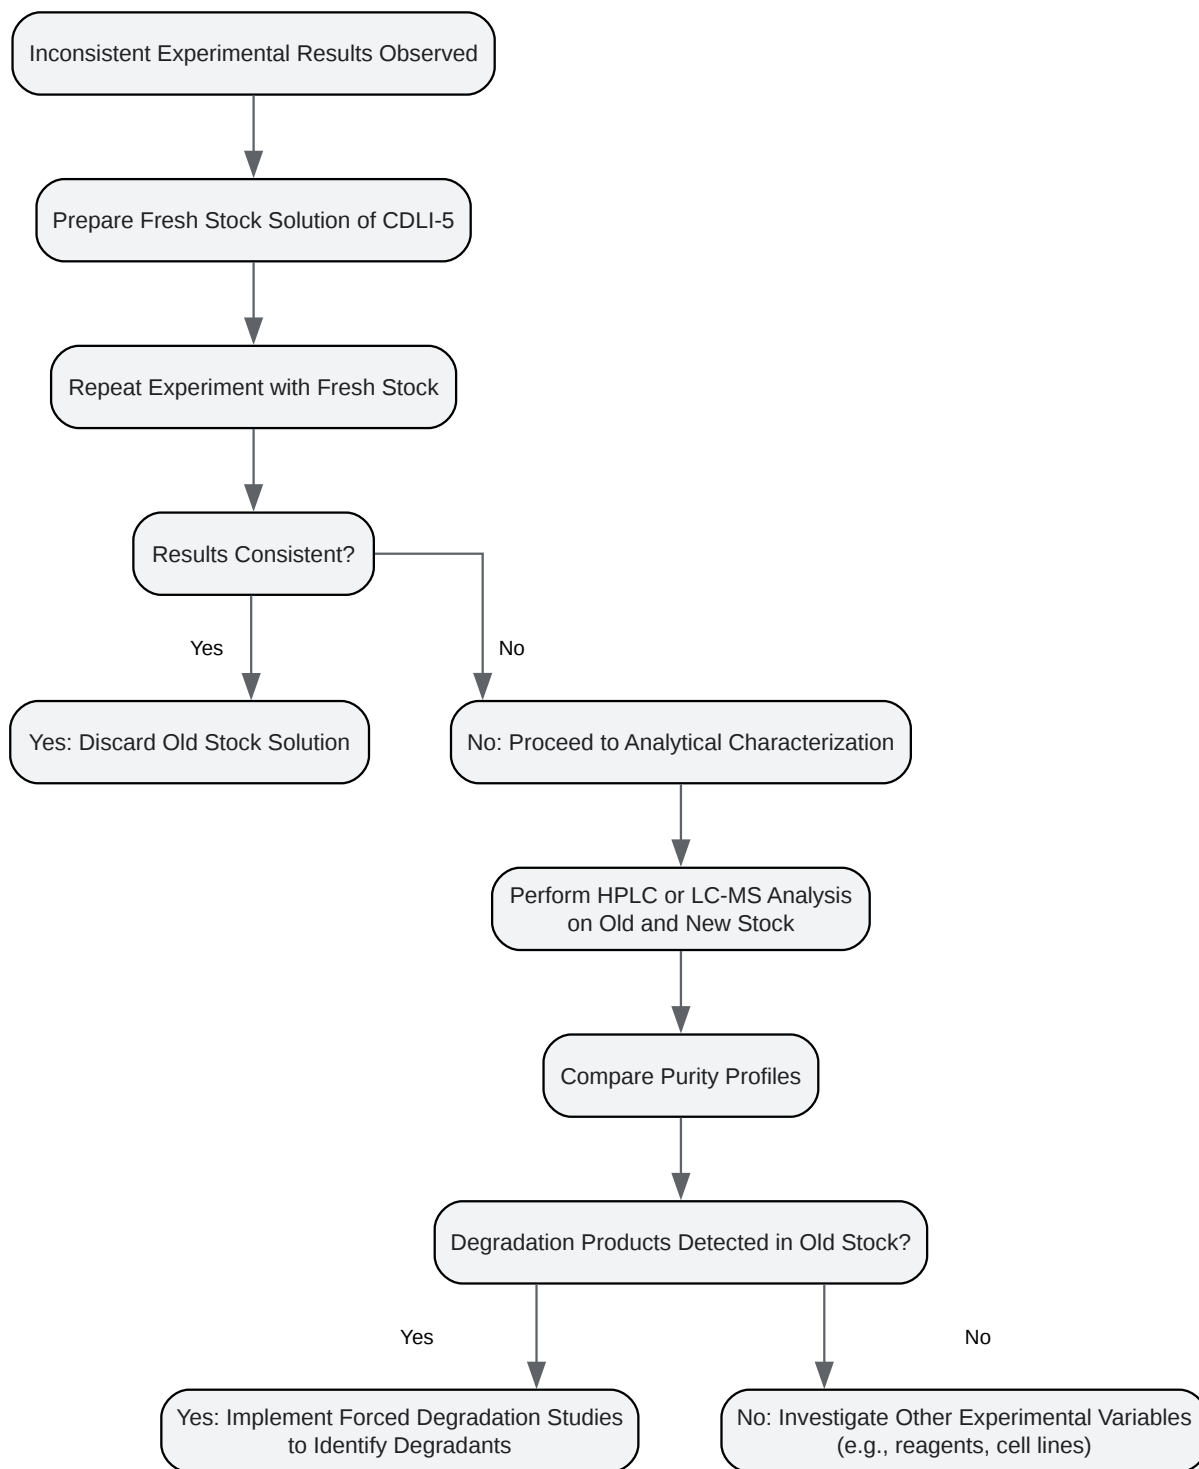 Inconsistent Experimental Results Observed
Prepare Fresh Stock Solution of CDLI-5
Repeat Experiment with Fresh Stock
Results Consistent?
Yes
No
Yes: Discard Old Stock Solution
No: Proceed to Analytical Characterization
Perform HPLC or LC-MS Analysis
on Old and New Stock
Compare Purity Profiles
Degradation Products Detected in Old Stock?
Yes
No
Yes: Implement Forced Degradation Studies
to Identify Degradants
No: Investigate Other Experimental Variables
(e.g., reagents, cell lines)